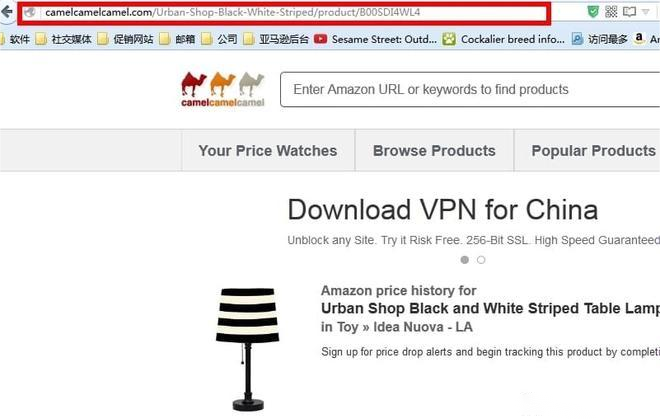 camelcamelcamel.com/Urban-Shop-Black-White-Striped/product/B00SDI4WL4
软件 社交媒体 促销网站 邮箱 公司 亚马逊后台 Sesame Street: Outd... Cockalier breed info... 访问最多 An
camelcamelcamel
Enter Amazon URL or keywords to find products
Your Price Watches Browse Products Popular Products
Download VPN for China
Unblock any Site. Try it Risk Free. 256-Bit SSL. High Speed Guaranteed
Amazon price history for
Urban Shop Black and White Striped Table Lamp
in Toy » Idea Nuova - LA
Sign up for price drop alerts and begin tracking this product by completi